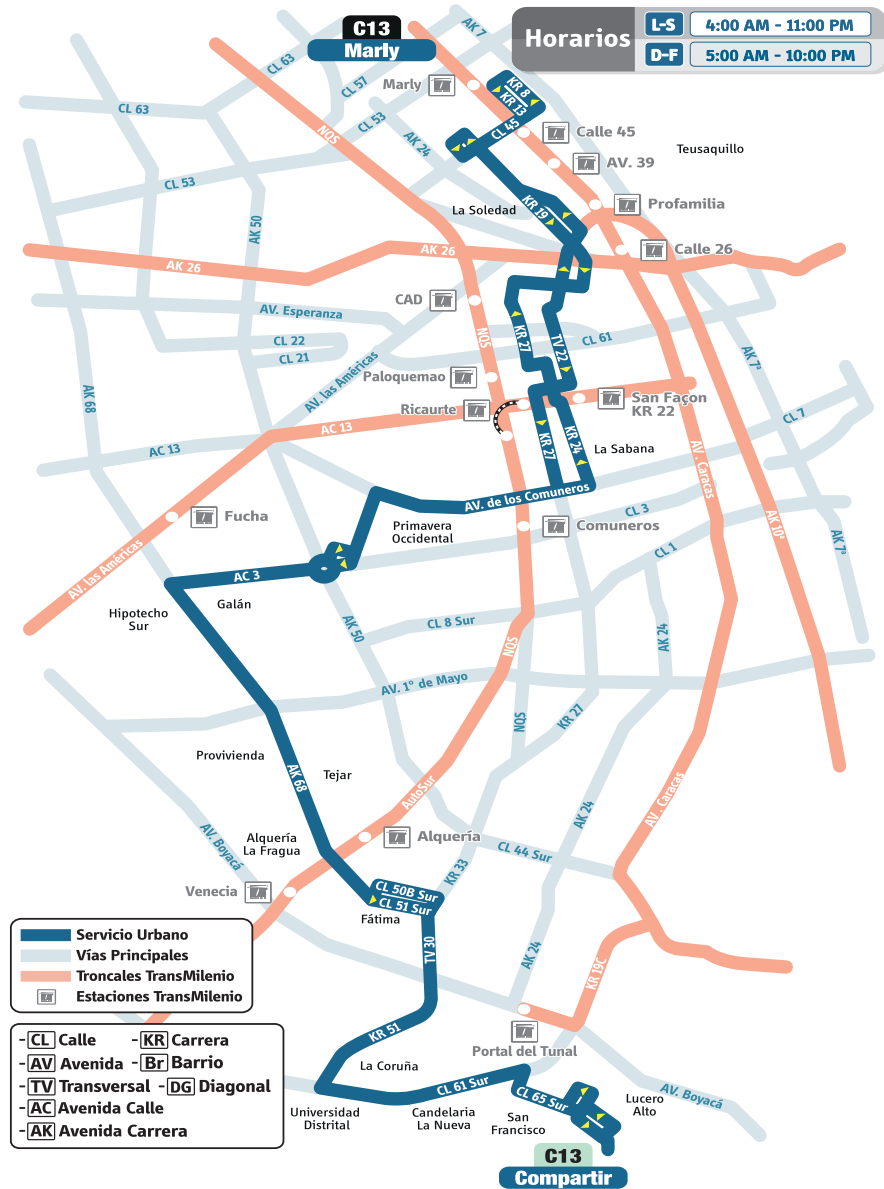 C13
Marly
Horarios
L-S
4:00 AM - 11:00 PM
D-F
5:00 AM - 10:00 PM
AK 7
CL 63
CL 57
Marly
KR 8
KR 13
CL 63
NQS
CL 53
AK 24
CL 45
Calle 45
AV. 39
Teusaquillo
CL 53
AK 50
La Soledad
KR 19
Profamilia
Calle 26
AK 26
AK 26
CAD
AV. Esperanza
NQS
KR 27
TV 22
CL 61
CL 22
CL 21
AK 7ª
AV. las Américas
Paloquemao
AK 68
Ricaurte
San Façon
KR 22
AC 13
AC 13
KR 27
KR 24
La Sabana
CL 7
AV . Caracas
AV. de los Comuneros
Fucha
Primavera
Occidental
Comuneros
CL 3
CL 1
AK 10ª
AK 7ª
AV. las Américas
AC 3
Galán
Hipotecho
Sur
AK 50
CL 8 Sur
AK 24
NQS
AV. 1° de Mayo
KR 27
NQS
Provivienda
Tejar
AK 68
AutoSur
AV . Caracas
AK 24
AV. Boyacá
Alquería
La Fragua
Alquería
CL 44 Sur
KR 33
Venecia
CL 50B Sur
CL 51 Sur
Fátima
TV 30
AK 24
KR 19C
Servicio Urbano
Vías Principales
Troncales TransMilenio
Estaciones TransMilenio
-CL Calle
-KR Carrera
-AV Avenida
-Br Barrio
-TV Transversal
-DG Diagonal
-AC Avenida Calle
-AK Avenida Carrera
KR 51
Portal del Tunal
La Coruña
CL 61 Sur
CL 65 Sur
Universidad
Distrital
Candelaria
La Nueva
San
Francisco
Lucero
Alto
AV. Boyacá
C13
Compartir